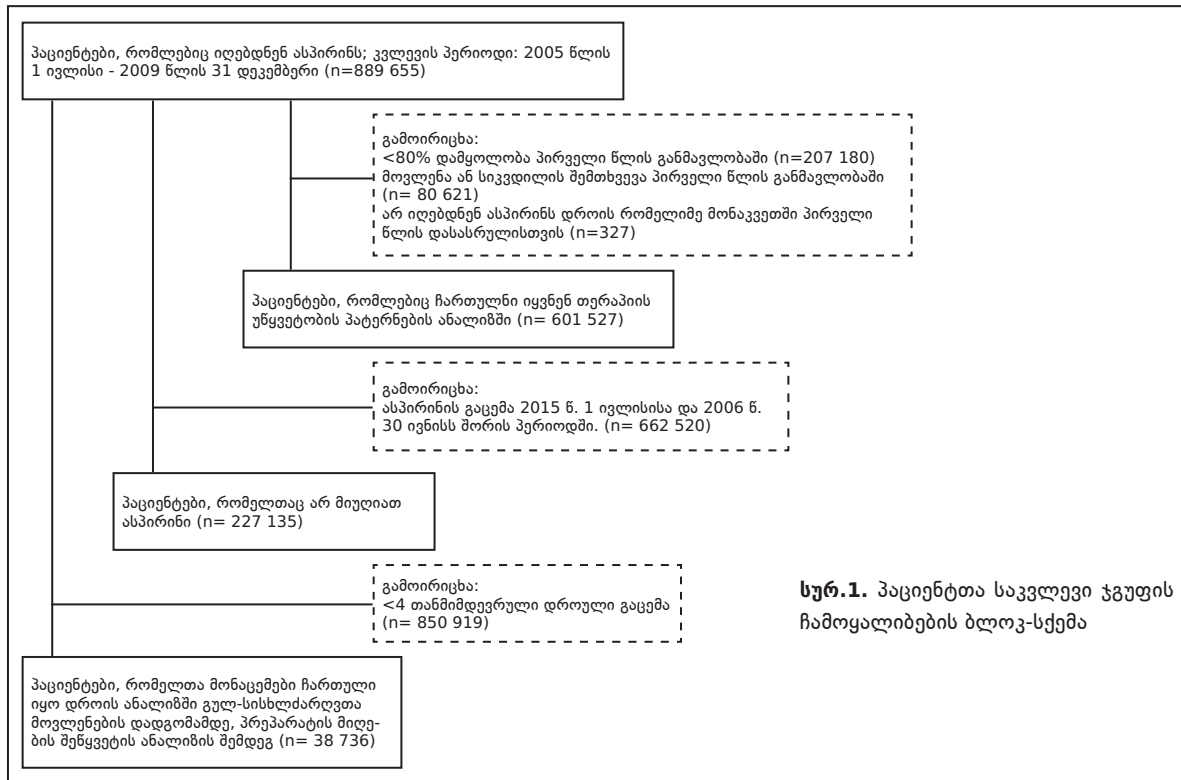 პაციენტები, რომლებიც იღებდნენ ასპირინს; კვლევის პერიოდი: 2005 წლის
1 ივლისი - 2009 წლის 31 დეკემბერი (n=889 655)
გამოირიცხა:
<80% დამყოლობა პირველი წლის განმავლობაში (n=207 180)
მოვლენა ან სიკვდილის შემთხვევა პირველი წლის განმავლობაში
(n= 80 621)
არ იღებდნენ ასპირინს დროის რომელიმე მონაკვეთში პირველი
წლის დასასრულისთვის (n=327)
პაციენტები, რომლებიც ჩართულნი იყვნენ თერაპიის
უწყვეტობის პატერნების ანალიზში (n= 601 527)
გამოირიცხა:
ასპირინის გაცემა 2015 წ. 1 ივლისისა და 2006 წ.
30 ივნისს შორის პერიოდში. (n= 662 520)
პაციენტები, რომელთაც არ მიუღიათ
ასპირინი (n= 227 135)
გამოირიცხა:
<4 თანმიმდევრული დროული გაცემა
(n= 850 919)
სურ.1. პაციენტთა საკვლევი ჯგუფის
ჩამოყალიბების ბლოკ-სქემა
პაციენტები, რომელთა მონაცემები ჩართული
იყო დროის ანალიზში გულ-სისხლძარღვთა
მოვლენების დადგომამდე, პრეპარატის მიღე-
ბის შეწყვეტის ანალიზის შემდეგ (n= 38 736)